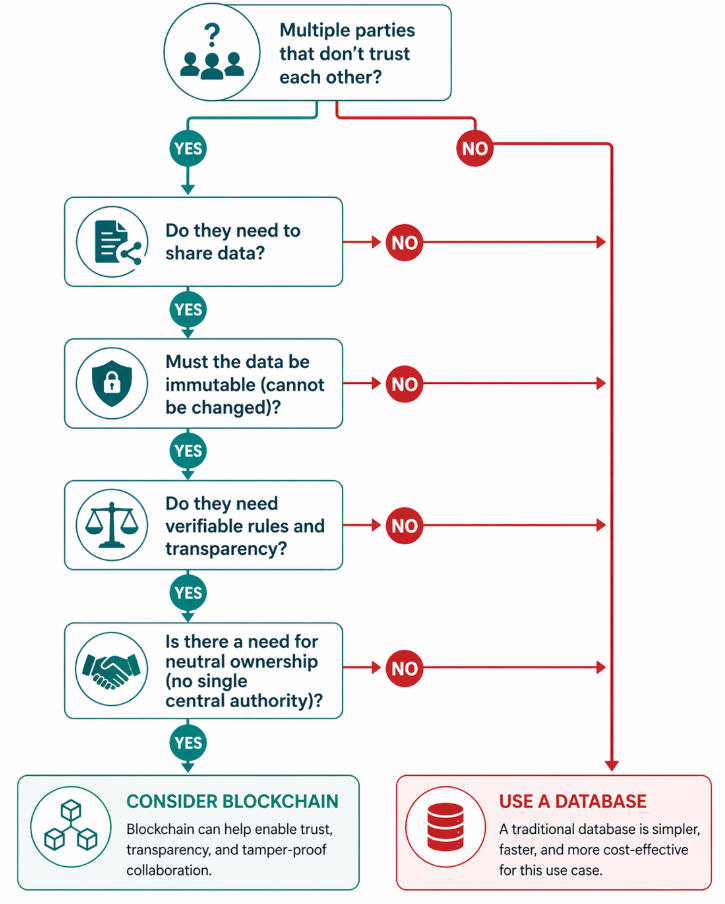 ?
Multiple parties
that don't trust
each other?
YES
NO
Do they need to
share data?
NO
YES
Must the data be
immutable (cannot
be changed)?
NO
YES
Do they need
verifiable rules and
transparency?
NO
YES
Is there a need for
neutral ownership
(no single
central authority)?
NO
YES
CONSIDER BLOCKCHAIN
Blockchain can help enable trust,
transparency, and tamper-proof
collaboration.
USE A DATABASE
A traditional database is simpler,
faster, and more cost-effective
for this use case.